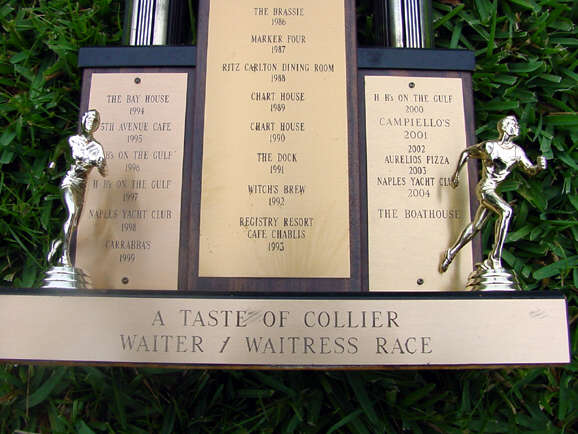 THE BRASSIE
1986
MARKER FOUR
1987
RITZ CARLTON DINING ROOM
1988
CHART HOUSE
1989
CHART HOUSE
1990
THE DOCK
1991
WITCH'S BREW
1992
REGISTRY RESORT
CAFE CHABLIS
1993
THE BAY HOUSE
1994
5TH AVENUE CAFE
1995
B's ON THE GULF
1996
H B's ON THE GULF
1997
NAPLES YACHT CLUB
1998
CARRABBA'S
1999
H B's ON THE GULF
2000
CAMPIELLO'S
2001
2002
AURELIOS PIZZA
2003
NAPLES YACHT CLUB
2004
THE BOATHOUSE
A TASTE OF COLLIER
WAITER / WAITRESS RACE